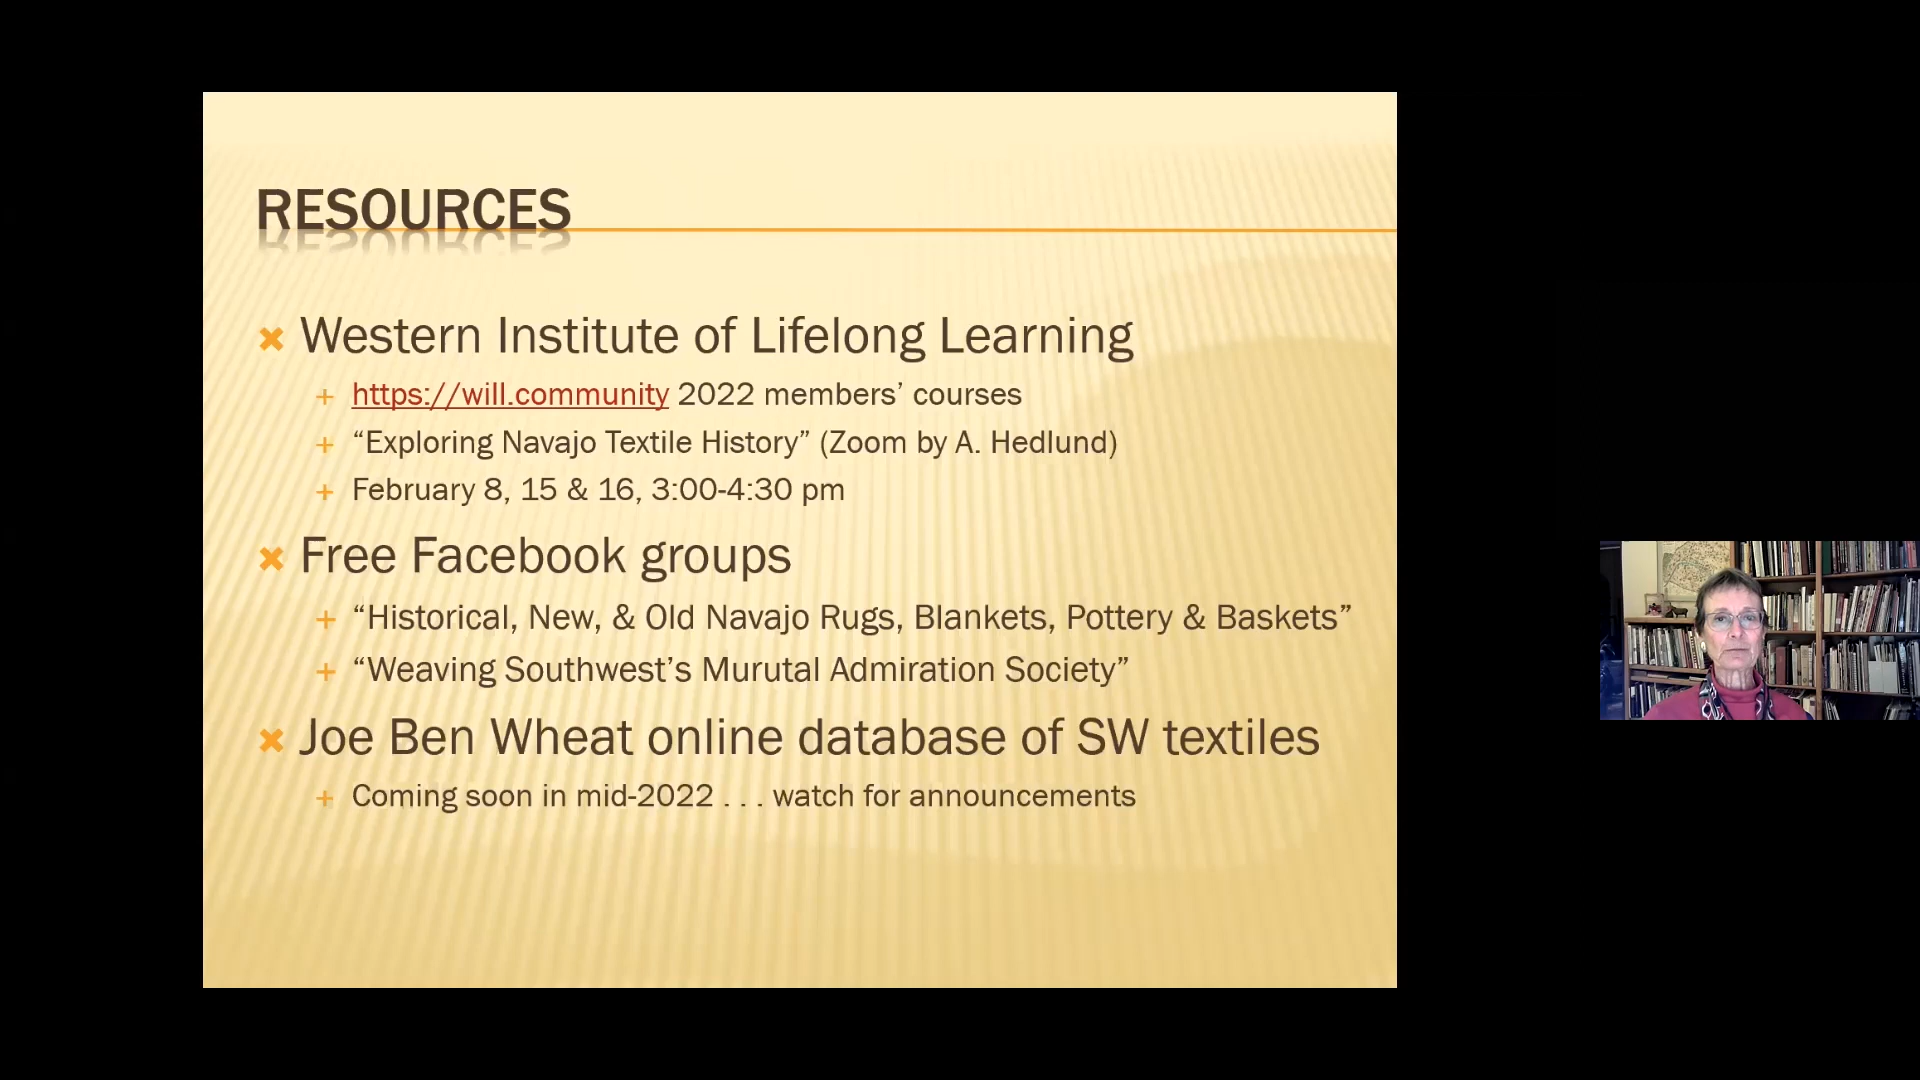 RESOURCES
Western Institute of Lifelong Learning
https://will.community 2022 members’ courses
“Exploring Navajo Textile History” (Zoom by A. Hedlund)
February 8, 15 & 16, 3:00-4:30 pm
Free Facebook groups
“Historical, New, & Old Navajo Rugs, Blankets, Pottery & Baskets”
“Weaving Southwest’s Murutal Admiration Society”
Joe Ben Wheat online database of SW textiles
Coming soon in mid-2022 . . . watch for announcements